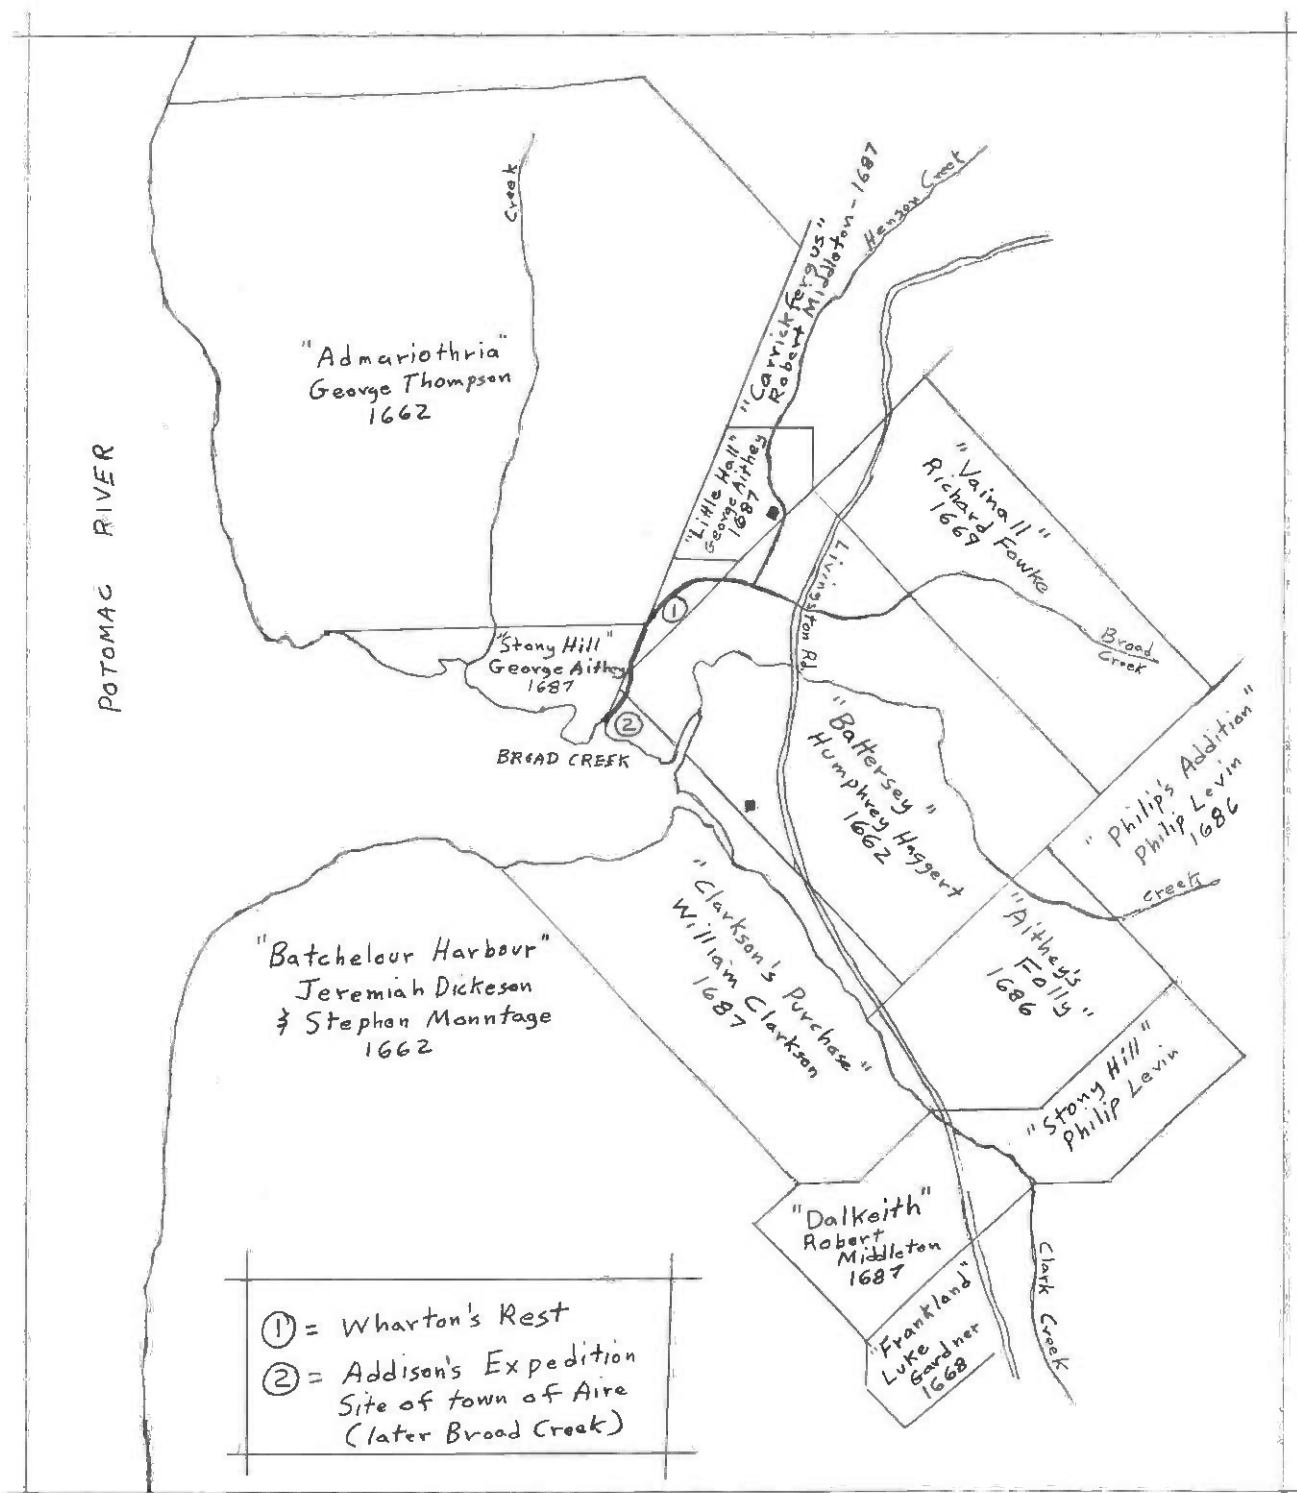 Creek
"Carrick fergus"
Robert Middleton - 1687
Henson Creek
"Admariothria"
George Thompson
1662
POTOMAC RIVER
"Little Hall"
George Aithey
1687
"Vainall"
Richard Fowke
1669
Livingston Rd.
1
"Stony Hill"
George Aithey
1687
Broad
Creek
2
BROAD CREEK
"Battersey"
Humphrey Haggert
1662
"Philip's Addition"
Philip Levin
1686
Creek
"Clarkson's Purchase"
William Clarkson
1687
"Aithey's
Folly"
1686
"Batchelour Harbour"
Jeremiah Dickeson
& Stephen Monntage
1662
"Stony Hill"
Philip Levin
"Dalkeith"
Robert
Middleton
1687
"Frankland"
Luke
Gardner
1668
Clark Creek
1 = Wharton's Rest
2 = Addison's Expedition
Site of town of Aire
(later Broad Creek)